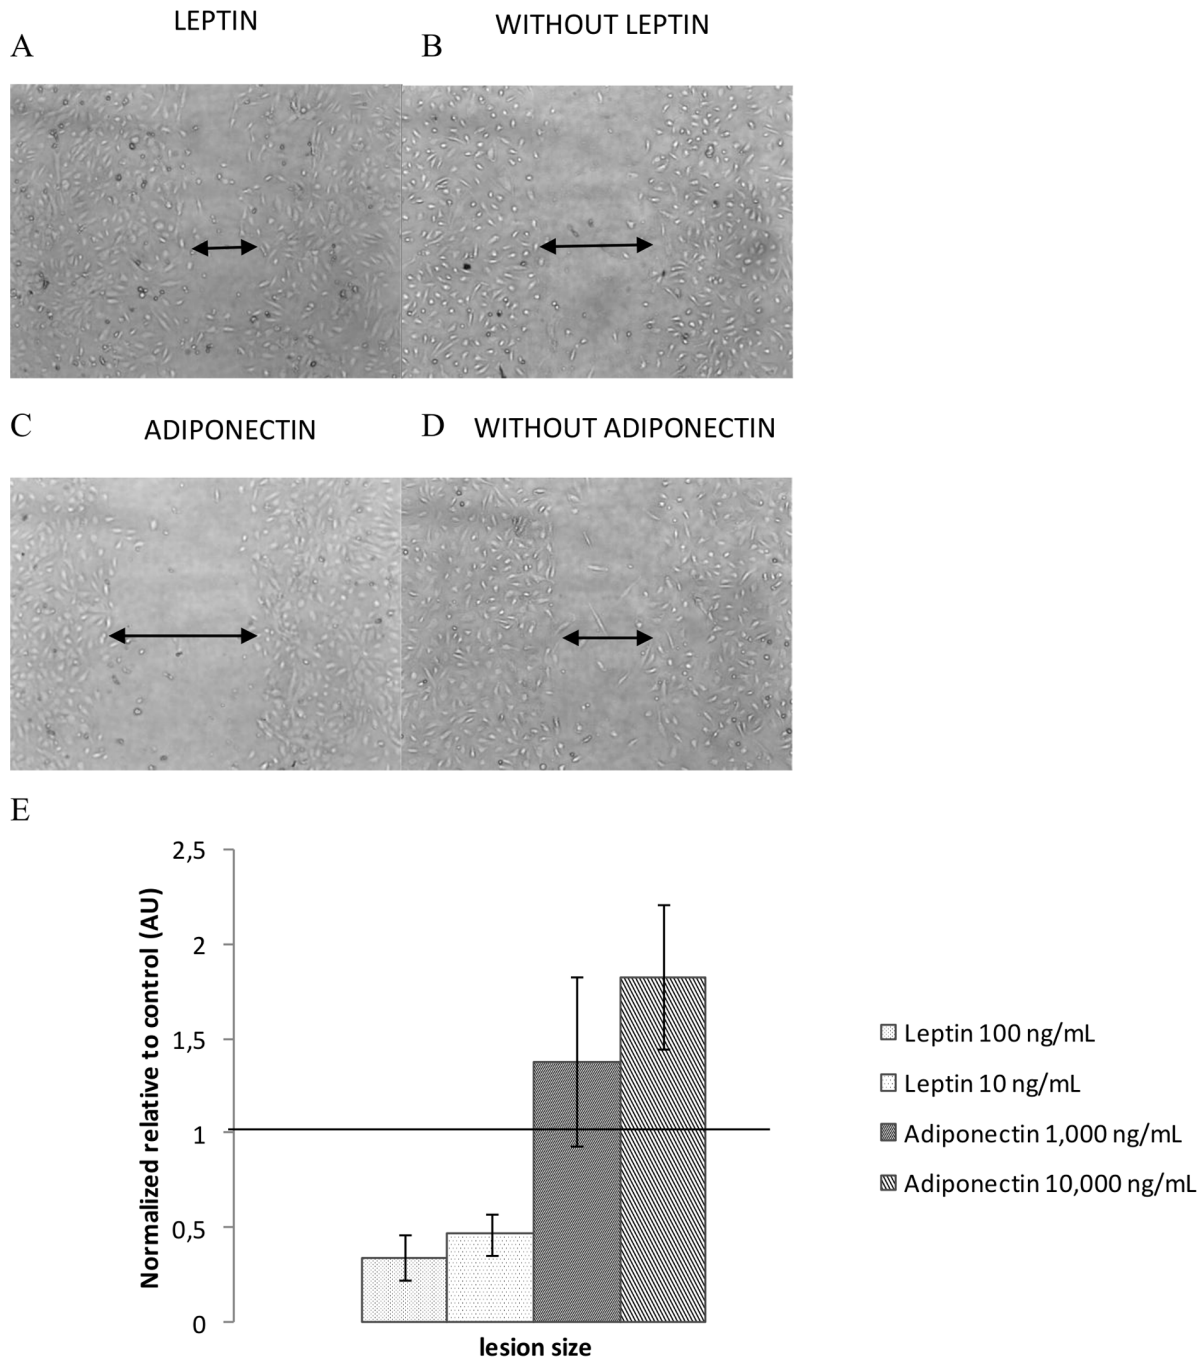 LEPTIN
WITHOUT LEPTIN
A
B
C
ADIPONECTIN
D
WITHOUT ADIPONECTIN
E
Normalized relative to control (AU)
2,5
2
1,5
1
0,5
0
lesion size
Leptin 100 ng/mL
Leptin 10 ng/mL
Adiponectin 1,000 ng/mL
Adiponectin 10,000 ng/mL